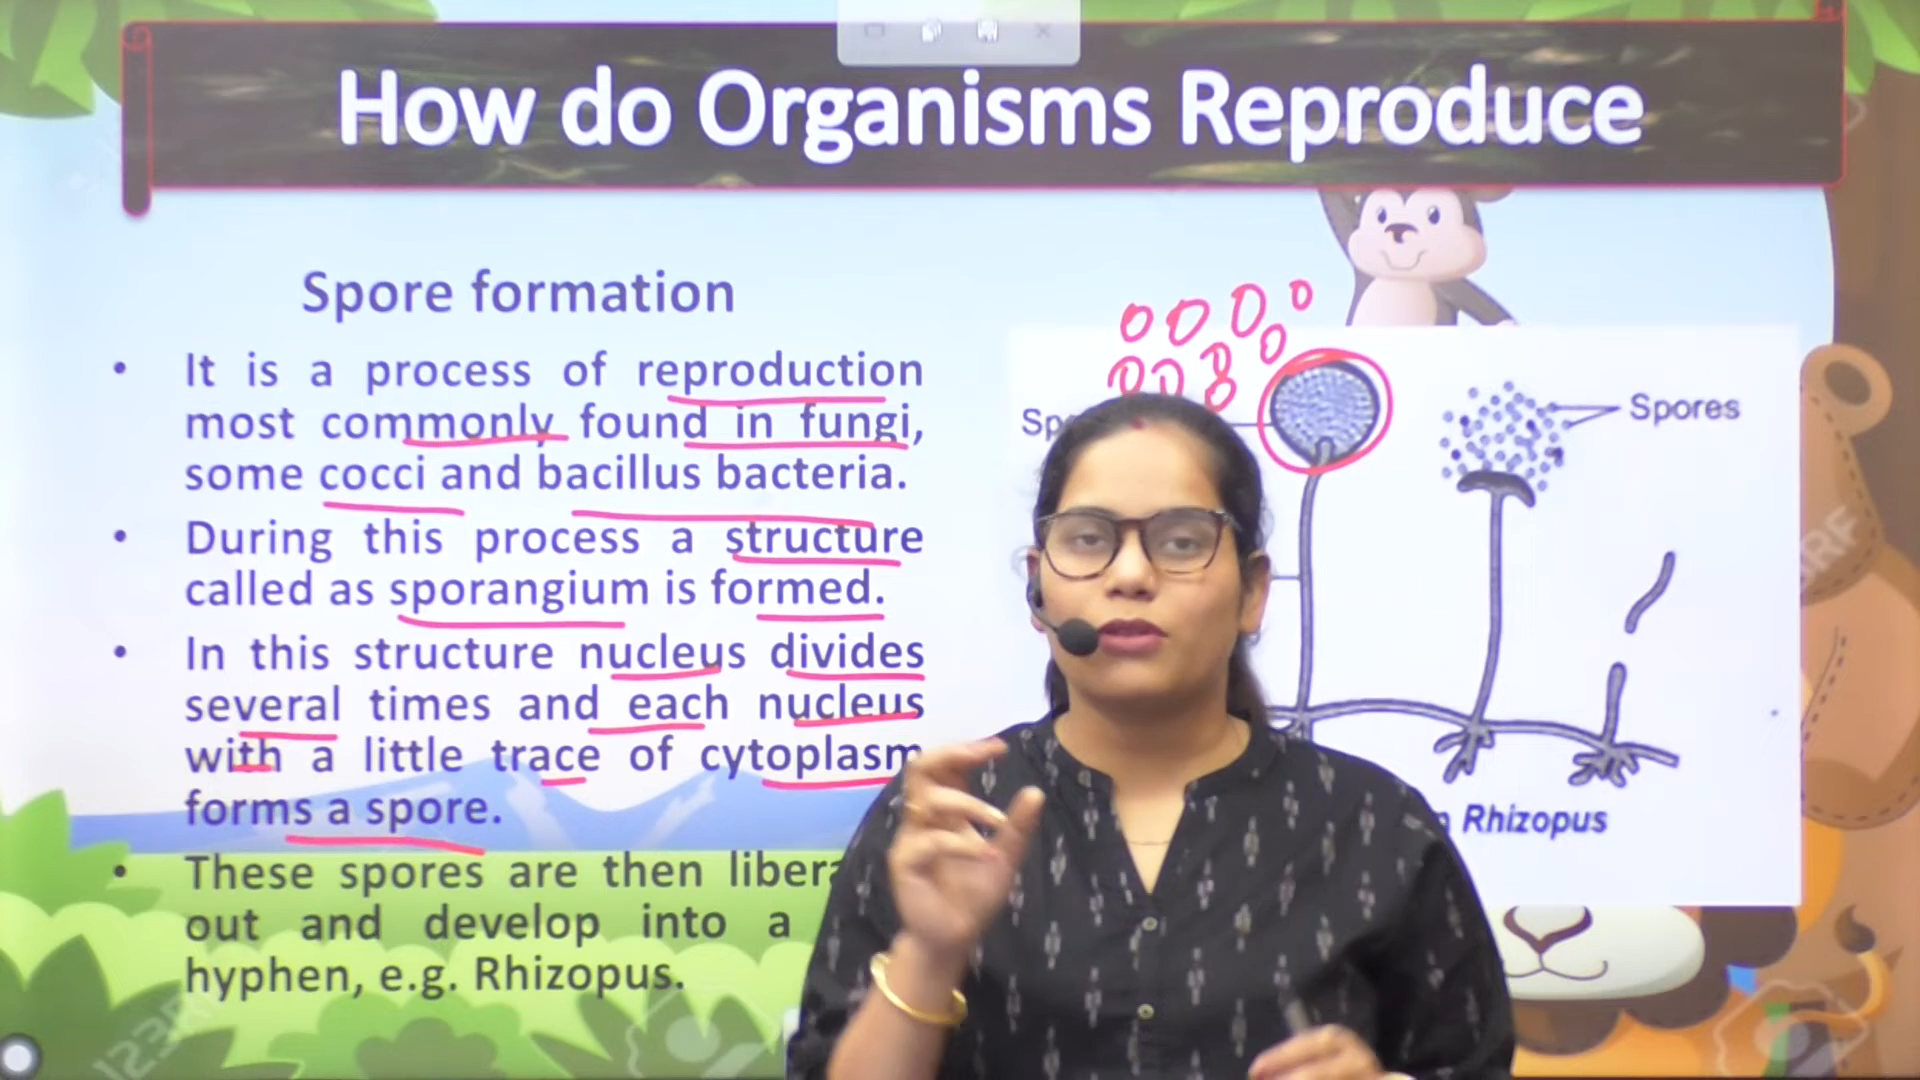 How do Organisms Reproduce
Spore formation
• It is a process of reproduction
most commonly found in fungi,
some cocci and bacillus bacteria.
• During this process a structure
called as sporangium is formed.
• In this structure nucleus divides
several times and each nucleus
with a little trace of cytoplasm
forms a spore.
• These spores are then libera
out and develop into a
hyphen, e.g. Rhizopus.
Sp
Spores
Rhizopus
123RF